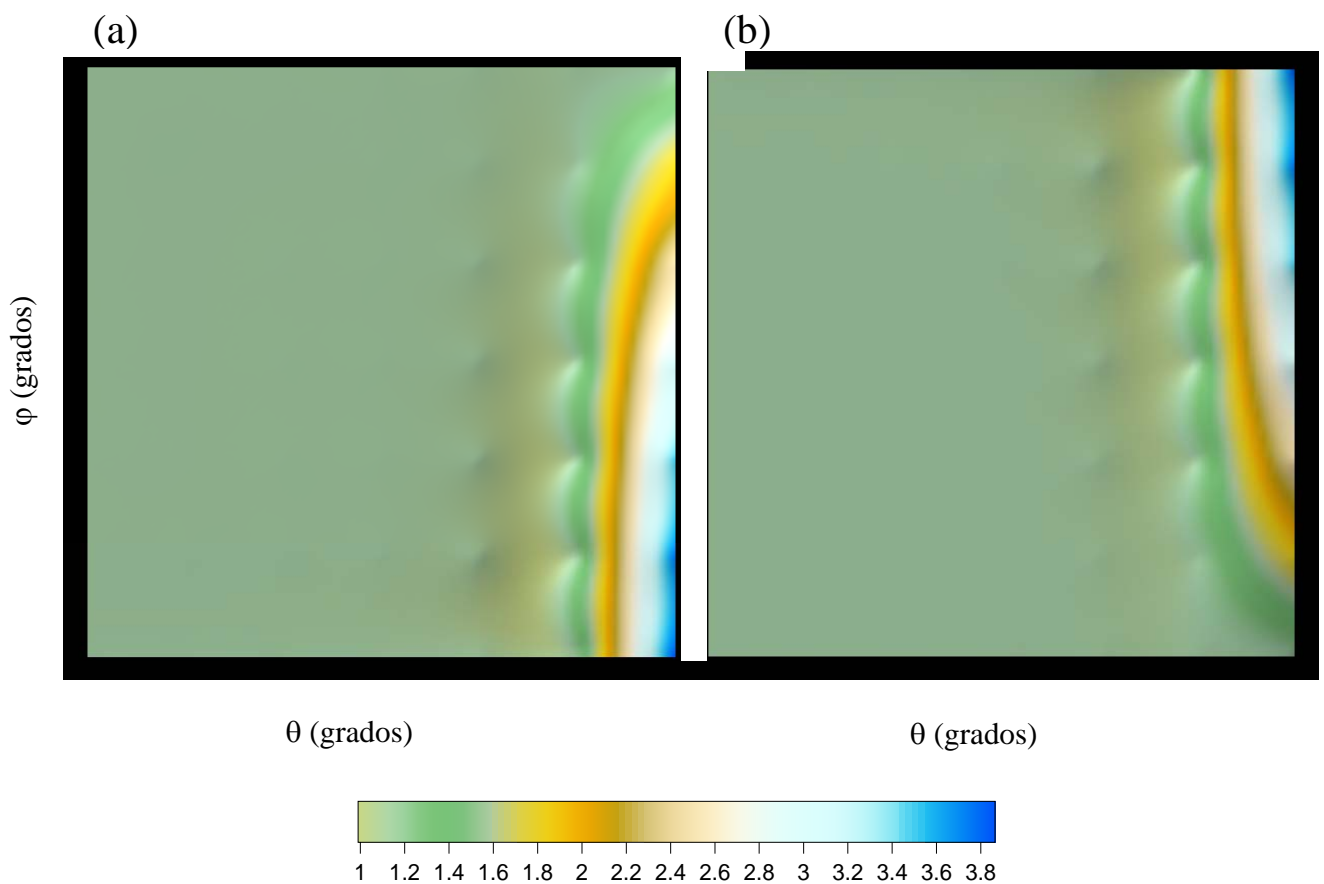 (a)
(b)
φ (grados)
θ (grados)
θ (grados)
1 1.2 1.4 1.6 1.8 2 2.2 2.4 2.6 2.8 3 3.2 3.4 3.6 3.8